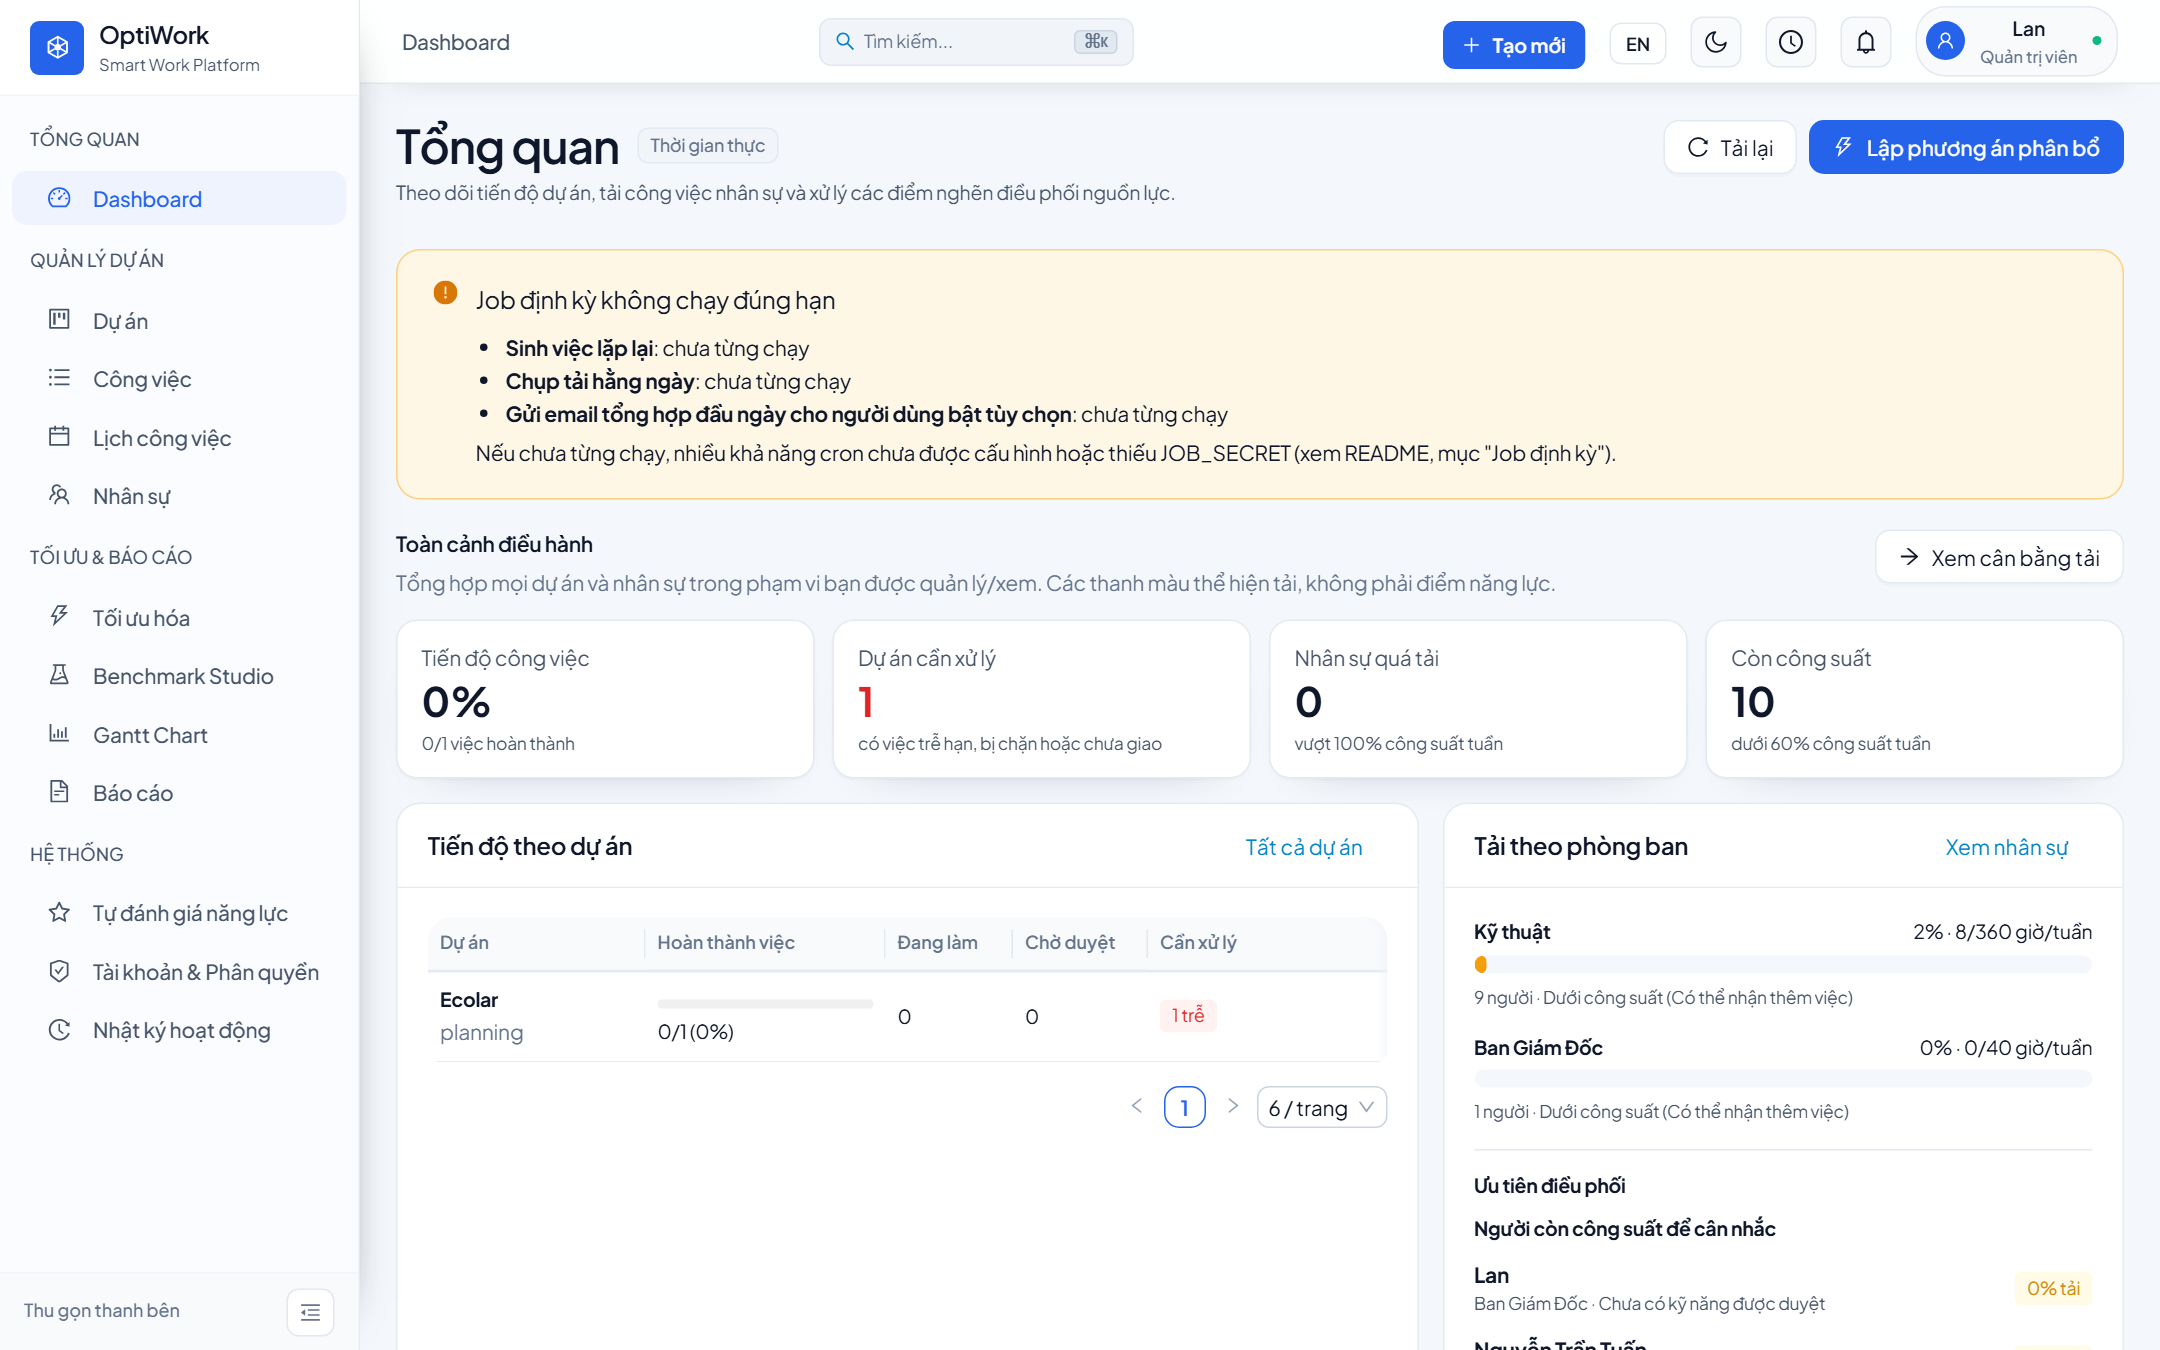 OptiWork
Smart Work Platform
TỔNG QUAN
Dashboard
QUẢN LÝ DỰ ÁN
Dự án
Công việc
Lịch công việc
Nhân sự
TỐI ƯU & BÁO CÁO
Tối ưu hóa
Benchmark Studio
Gantt Chart
Báo cáo
HỆ THỐNG
Tự đánh giá năng lực
Tài khoản & Phân quyền
Nhật ký hoạt động
Thu gọn thanh bên
Dashboard
Tìm kiếm...
⌘K
+ Tạo mới
EN
Lan
Quản trị viên
Tổng quan
Thời gian thực
Theo dõi tiến độ dự án, tải công việc nhân sự và xử lý các điểm nghẽn điều phối nguồn lực.
Tải lại
Lập phương án phân bổ
Job định kỳ không chạy đúng hạn
• Sinh việc lặp lại: chưa từng chạy
• Chụp tải hằng ngày: chưa từng chạy
• Gửi email tổng hợp đầu ngày cho người dùng bật tùy chọn: chưa từng chạy
Nếu chưa từng chạy, nhiều khả năng cron chưa được cấu hình hoặc thiếu JOB_SECRET (xem README, mục "Job định kỳ").
Toàn cảnh điều hành
Tổng hợp mọi dự án và nhân sự trong phạm vi bạn được quản lý/xem. Các thanh màu thể hiện tải, không phải điểm năng lực.
Xem cân bằng tải
Tiến độ công việc
0%
0/1 việc hoàn thành
Dự án cần xử lý
1
có việc trễ hạn, bị chặn hoặc chưa giao
Nhân sự quá tải
0
vượt 100% công suất tuần
Còn công suất
10
dưới 60% công suất tuần
Tiến độ theo dự án
Tất cả dự án
Dự án Hoàn thành việc Đang làm Chờ duyệt Cần xử lý
Ecolar
planning
0/1 (0%)
0
0
1 trễ
1
6 / trang
Tải theo phòng ban
Xem nhân sự
Kỹ thuật 2% · 8/360 giờ/tuần
9 người · Dưới công suất (Có thể nhận thêm việc)
Ban Giám Đốc 0% · 0/40 giờ/tuần
1 người · Dưới công suất (Có thể nhận thêm việc)
Ưu tiên điều phối
Người còn công suất để cân nhắc
Lan
Ban Giám Đốc · Chưa có kỹ năng được duyệt
0% tải
Nguyễn Trần Tuấn